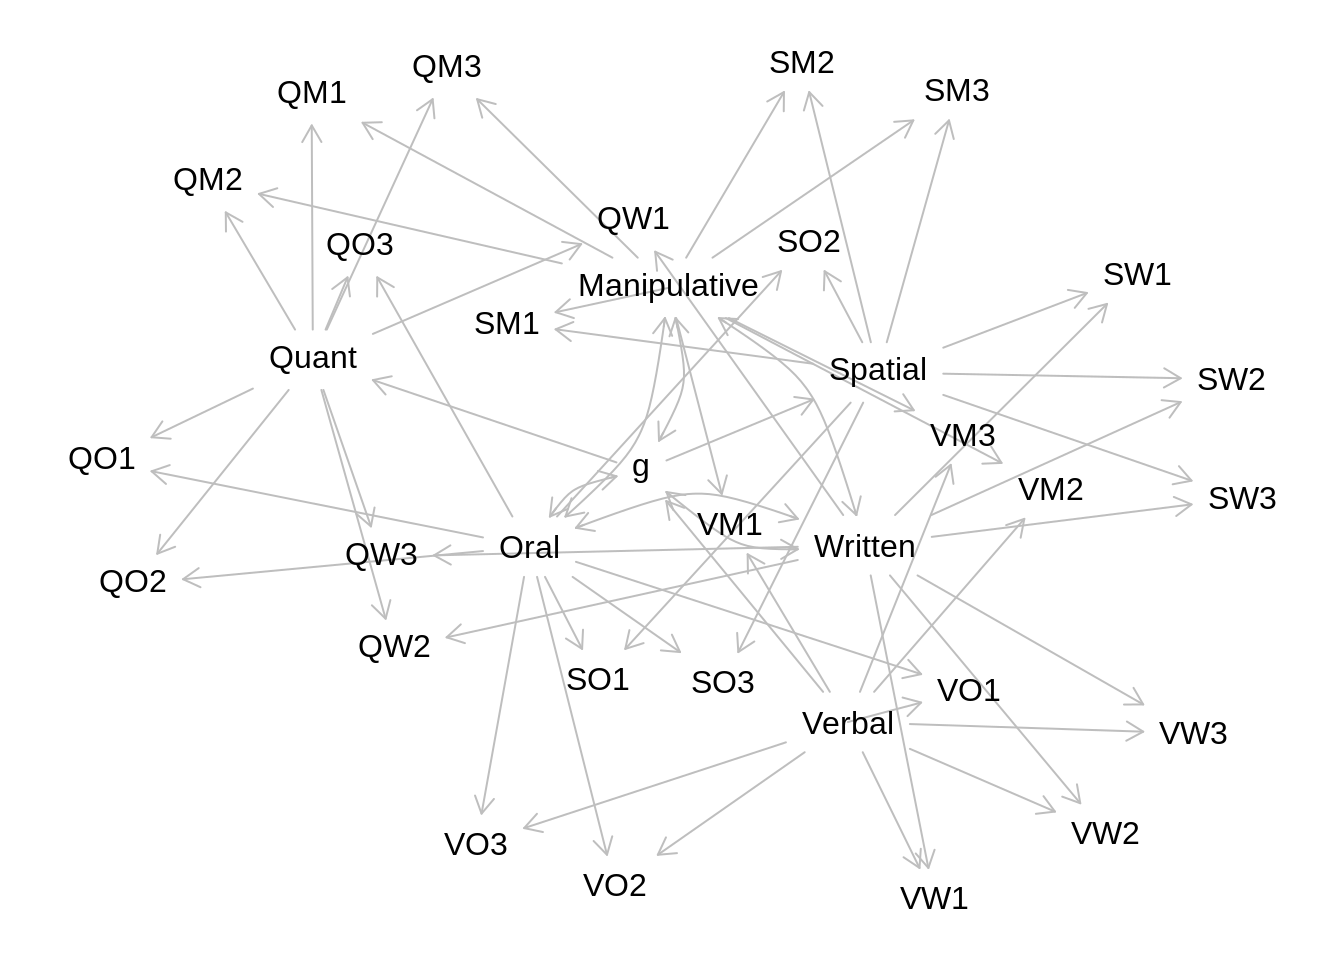 SM2
QM3
SM3
QM1
QM2
QW1
SO2
QO3
SW1
Manipulative
SM1
Quant
Spatial
SW2
VM3
QO1
g
VM2
SW3
VM1
Written
Oral
QW3
QO2
QW2
SO1
SO3
VO1
Verbal
VW3
VW2
VO3
VO2
VW1